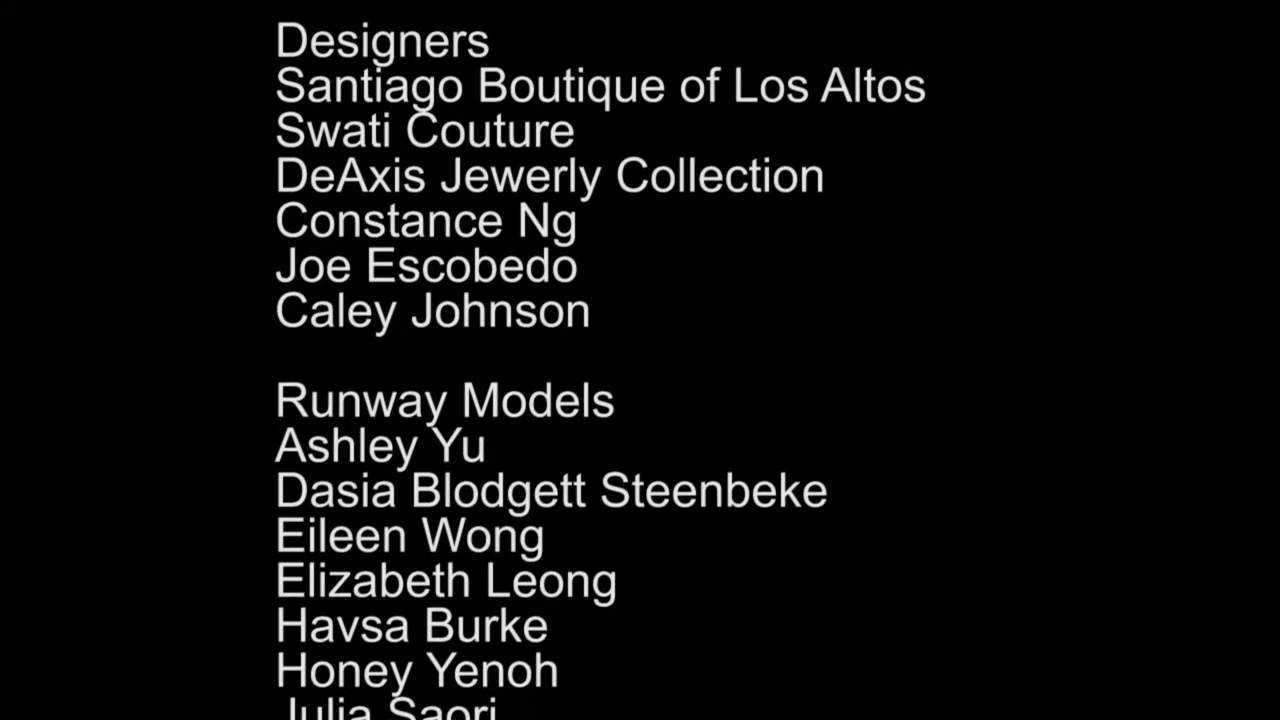 Designers
Santiago Boutique of Los Altos
Swati Couture
DeAxis Jewerly Collection
Constance Ng
Joe Escobedo
Caley Johnson
Runway Models
Ashley Yu
Dasia Blodgett Steenbeke
Eileen Wong
Elizabeth Leong
Havsa Burke
Honey Yenoh
Julia Saori